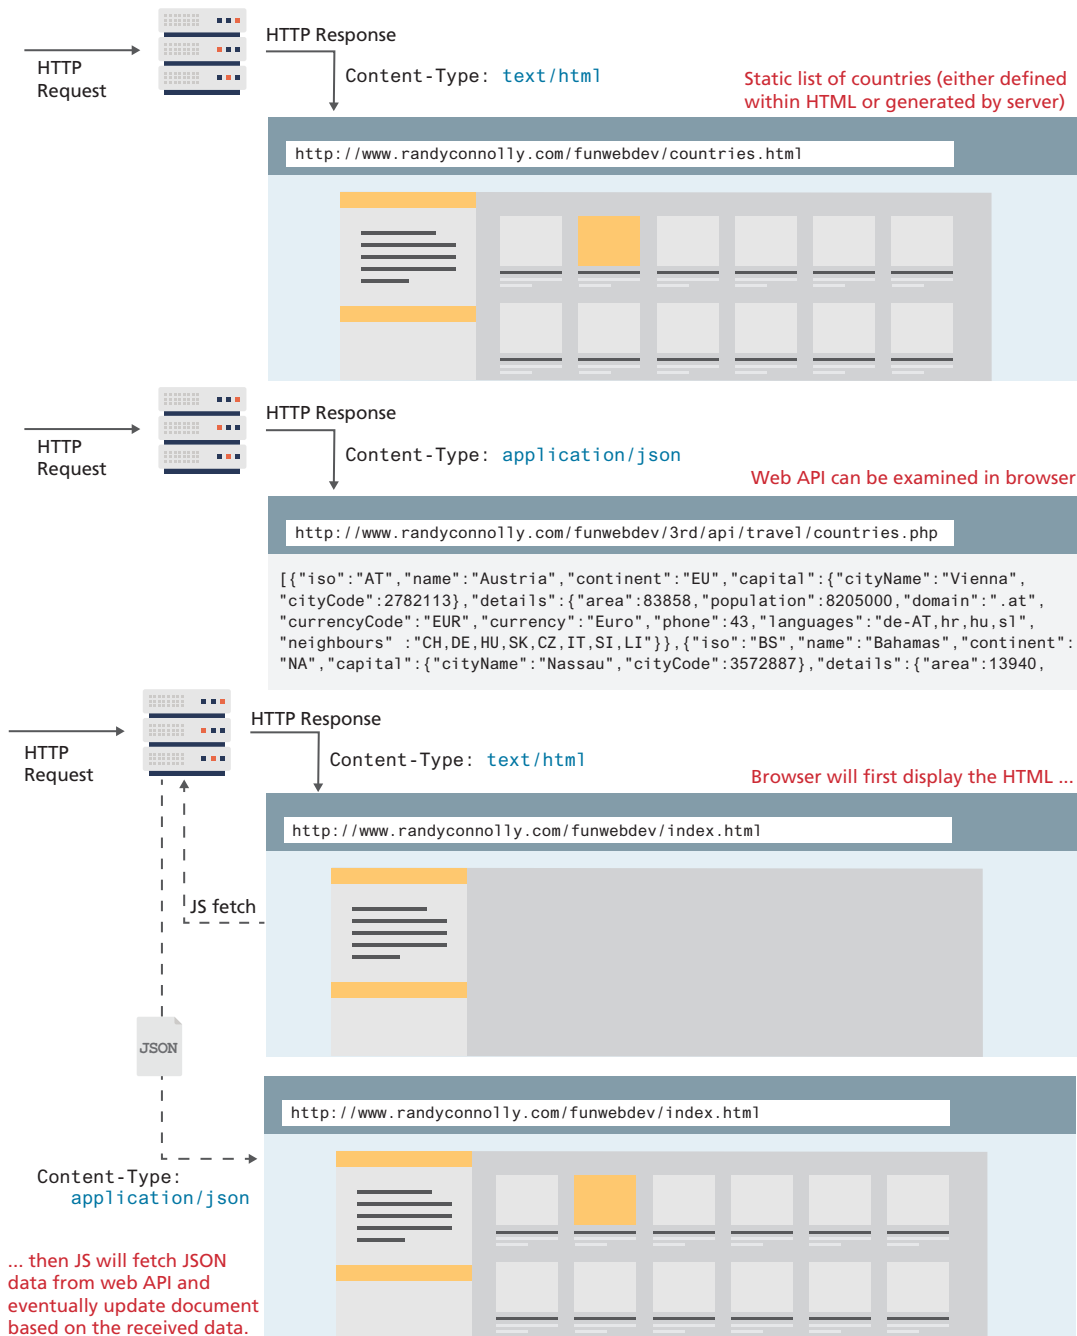 HTTP Response
HTTP
Request
Content-Type: text/html
Static list of countries (either defined
within HTML or generated by server)
http://www.randyconnolly.com/funwebdev/countries.html
HTTP Response
HTTP
Request
Content-Type: application/json
Web API can be examined in browser
http://www.randyconnolly.com/funwebdev/3rd/api/travel/countries.php
[{"iso":"AT","name":"Austria","continent":"EU","capital":{"cityName":"Vienna",
"cityCode":2782113},"details":{"area":83858,"population":8205000,"domain":".at",
"currencyCode":"EUR","currency":"Euro","phone":43,"languages":"de-AT,hr,hu,sl",
"neighbours" :"CH,DE,HU,SK,CZ,IT,SI,LI"}},{"iso":"BS","name":"Bahamas","continent":
"NA","capital":{"cityName":"Nassau","cityCode":3572887},"details":{"area":13940,
HTTP Response
HTTP
Request
Content-Type: text/html
Browser will first display the HTML ...
http://www.randyconnolly.com/funwebdev/index.html
JS fetch
JSON
http://www.randyconnolly.com/funwebdev/index.html
Content-Type:
application/json
... then JS will fetch JSON
data from web API and
eventually update document
based on the received data.